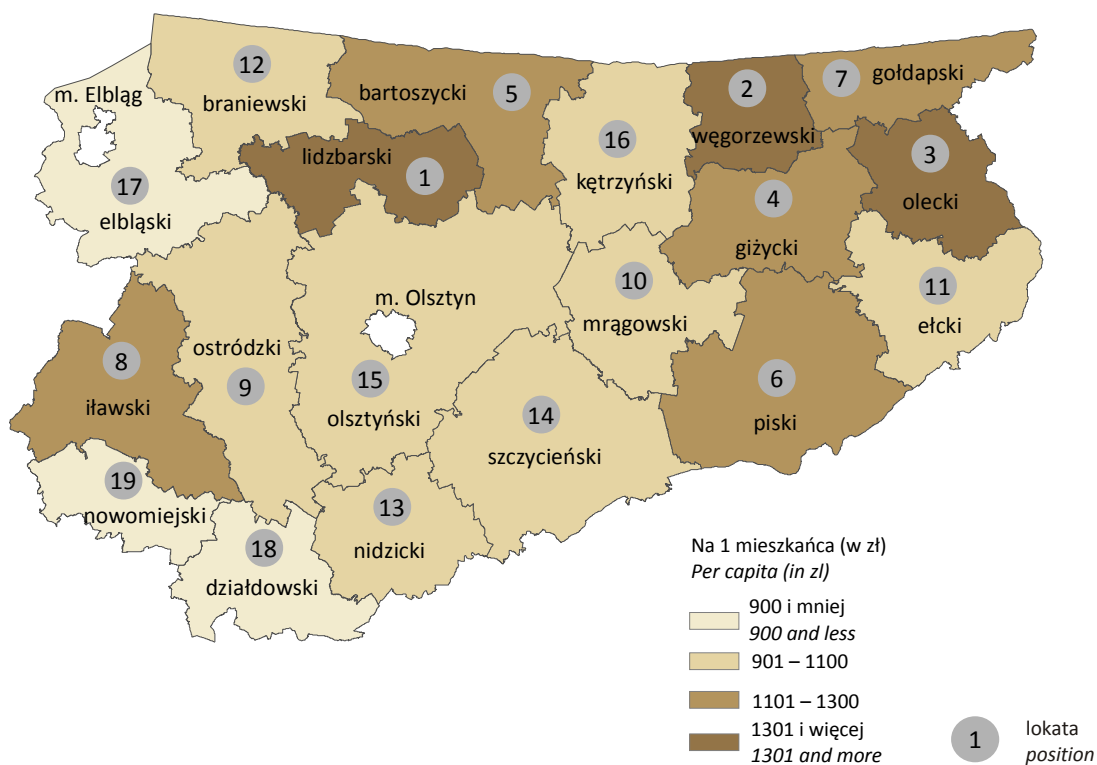 12
braniewski
m. Elbląg
17
elbląski
bartoszycki
5
lidzbarski
1
16
kętrzyński
2
węgorzewski
7
gołdapski
3
olecki
4
giżycki
11
ełcki
10
mrągowski
m. Olsztyn
15
olsztyński
ostródzki
9
8
iławski
6
piski
14
szczycieński
19
nowomiejski
18
działdowski
13
nidzicki
Na 1 mieszkańca (w zł)
Per capita (in zl)
900 i mniej
900 and less
901 – 1100
1101 – 1300
1301 i więcej
1301 and more
1
lokata
position